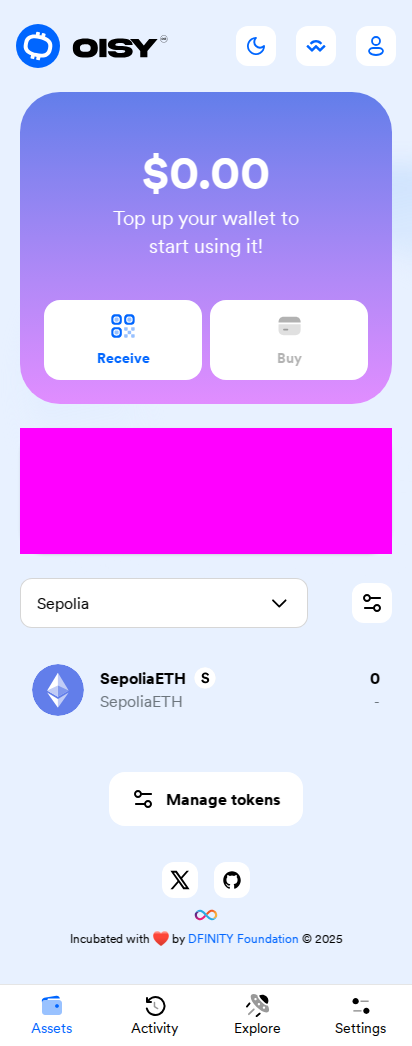 OISY
$0.00
Top up your wallet to
start using it!
Receive
Buy
Sepolia
SepoliaETH S
0
SepoliaETH
-
Manage tokens
Incubated with ❤️ by DFINITY Foundation © 2025
Assets
Activity
Explore
Settings